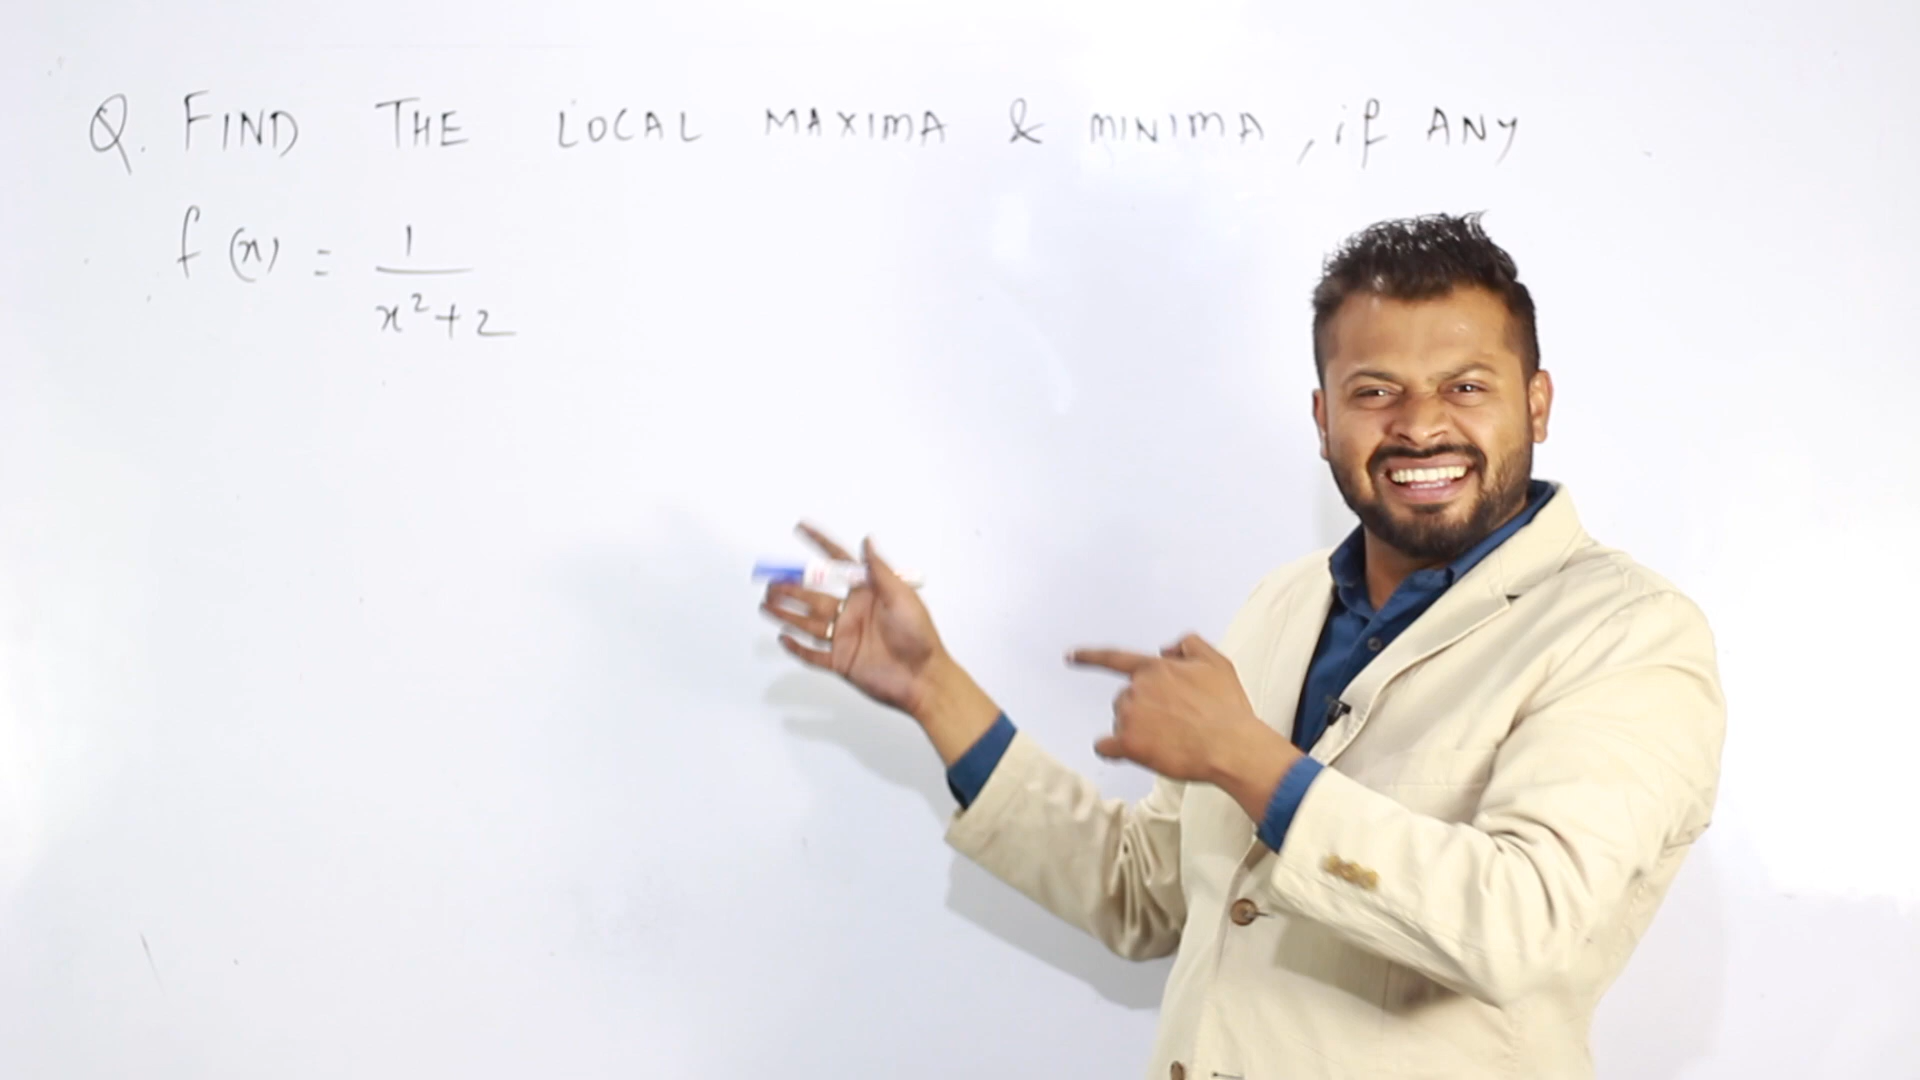 Q. FIND THE LOCAL MAXIMA & MINIMA, if ANY
f(x) = 1/(x²+2)